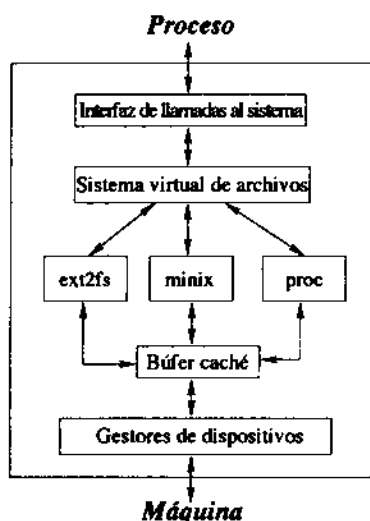 Proceso
Interfaz de llamadas al sistema
Sistema virtual de archivos
ext2fs
minix
proc
Búfer caché
Gestores de dispositivos
Máquina